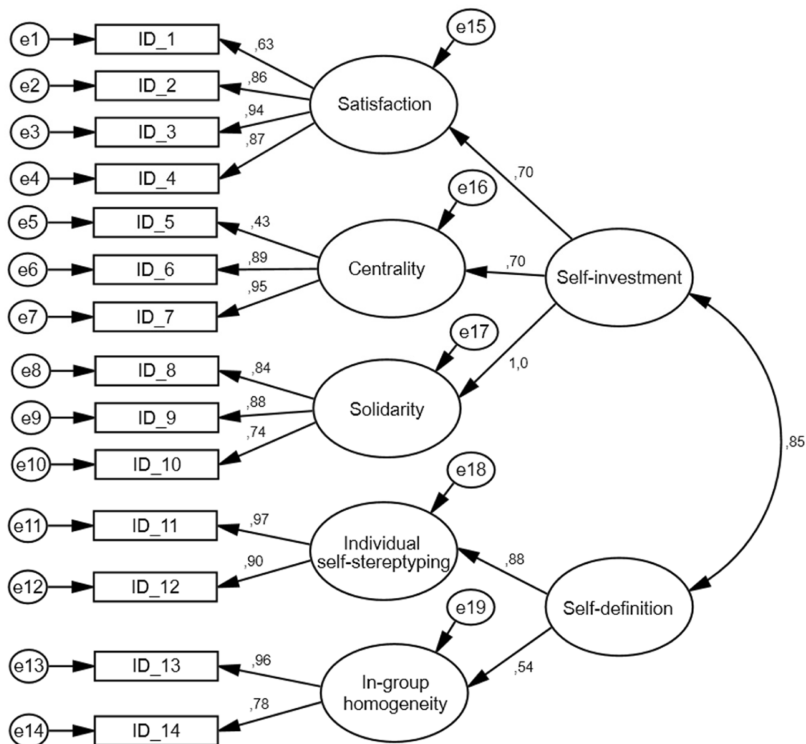 e1 ID_1 ,63 e15
e2 ID_2 ,86
Satisfaction
e3 ID_3 ,94
e4 ID_4 ,87
,70
e16
e5 ID_5 ,43
e6 ID_6 ,89 Centrality ,70 Self-investment
e7 ID_7 ,95
e17
e8 ID_8 ,84 1,0
e9 ID_9 ,88 Solidarity
e10 ID_10 ,74
,85
e18
e11 ID_11 ,97
Individual
self-stereptyping
e12 ID_12 ,90 ,88
e19 Self-definition
e13 ID_13 ,96 ,54
In-group
homogeneity
e14 ID_14 ,78